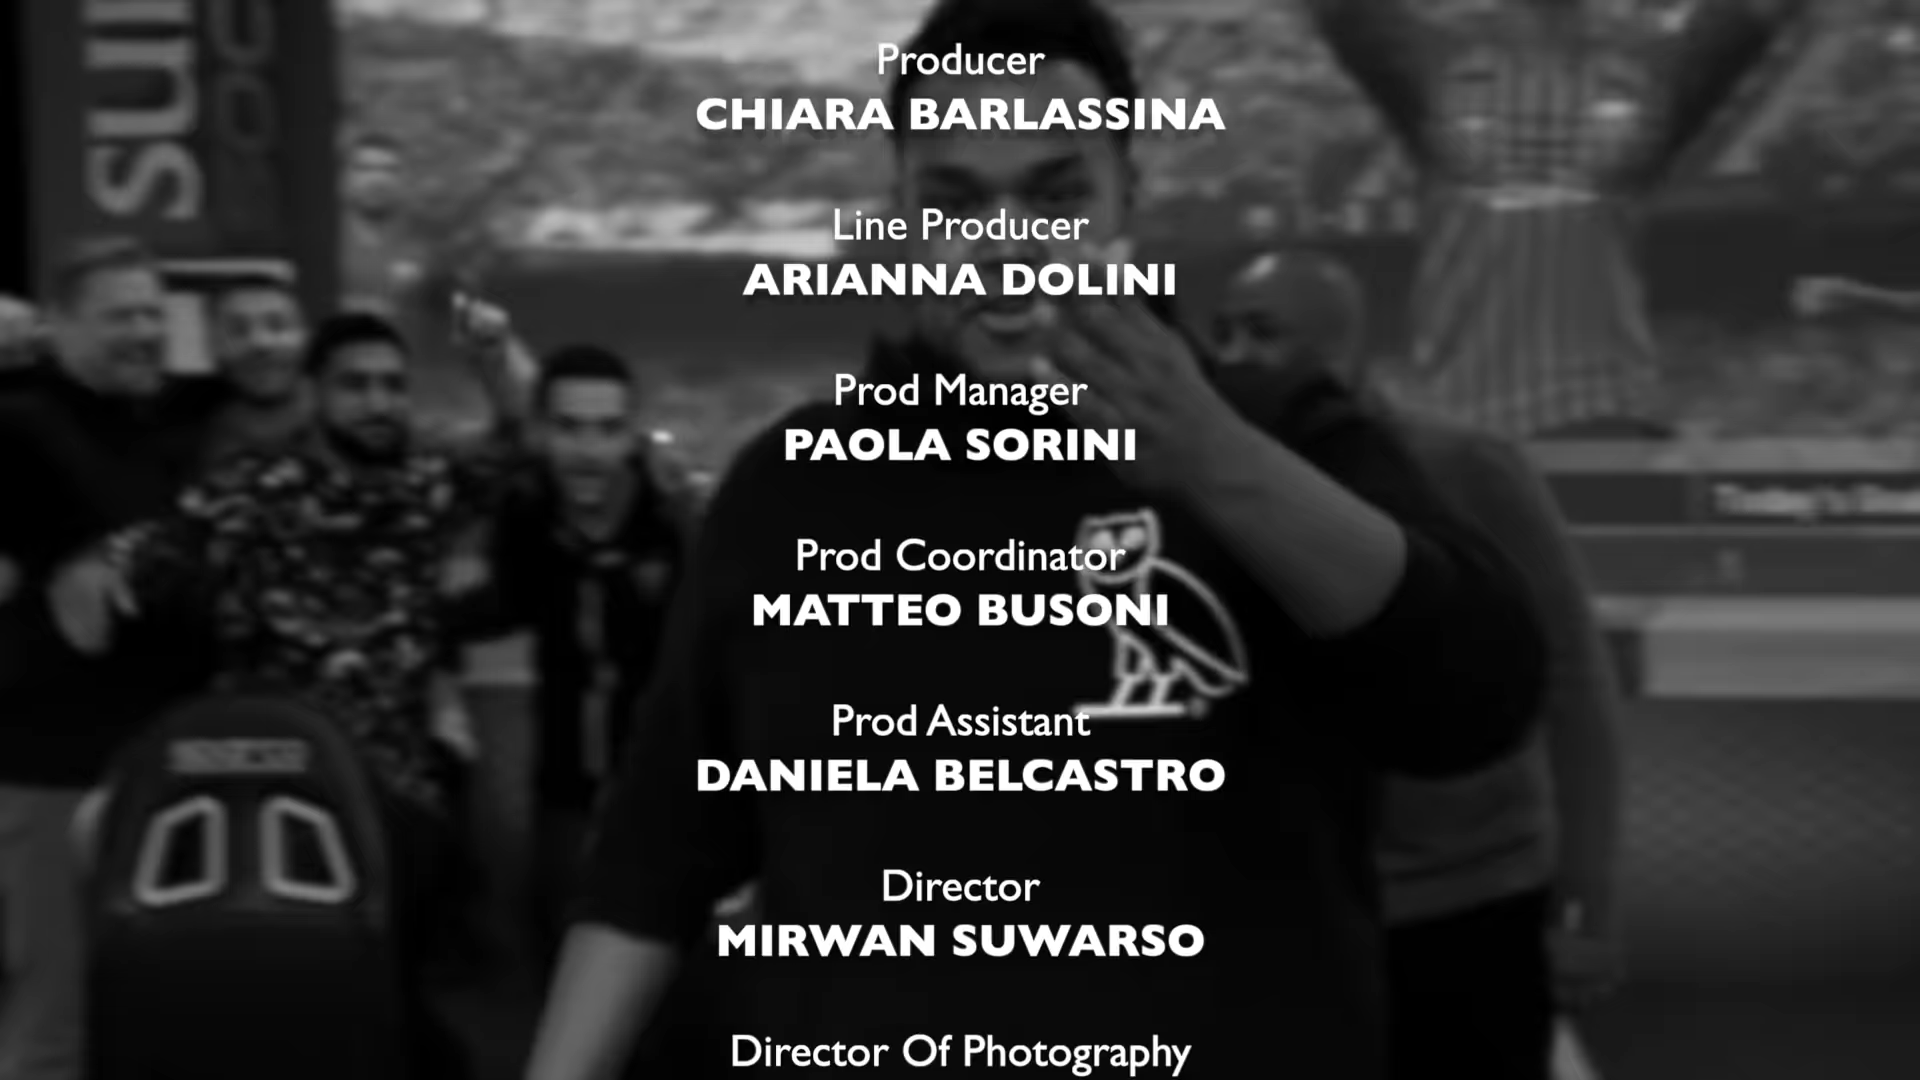 Producer
CHIARA BARLASSINA
Line Producer
ARIANNA DOLINI
Prod Manager
PAOLA SORINI
Prod Coordinator
MATTEO BUSONI
Prod Assistant
DANIELA BELCASTRO
Director
MIRWAN SUWARSO
Director Of Photography